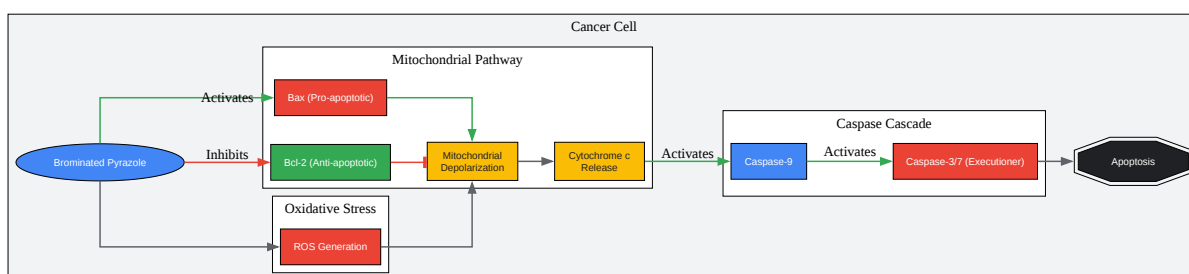 Cancer Cell
Mitochondrial Pathway
Activates
Bax (Pro-apoptotic)
Brominated Pyrazole
Inhibits
Bcl-2 (Anti-apoptotic)
Mitochondrial
Depolarization
Cytochrome c
Release
Activates
Caspase Cascade
Caspase-9
Activates
Caspase-3/7 (Executioner)
Apoptosis
Oxidative Stress
ROS Generation